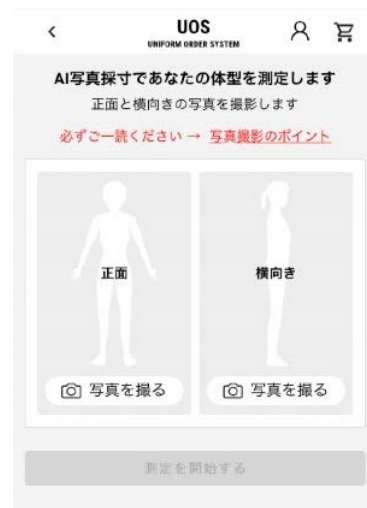 UOS
UNIFORM ORDER SYSTEM
AI写真採寸であなたの体型を測定します
正面と横向きの写真を撮影します
必ずご一読ください → 写真撮影のポイント
正面
横向き
写真を撮る
写真を撮る
測定を開始する